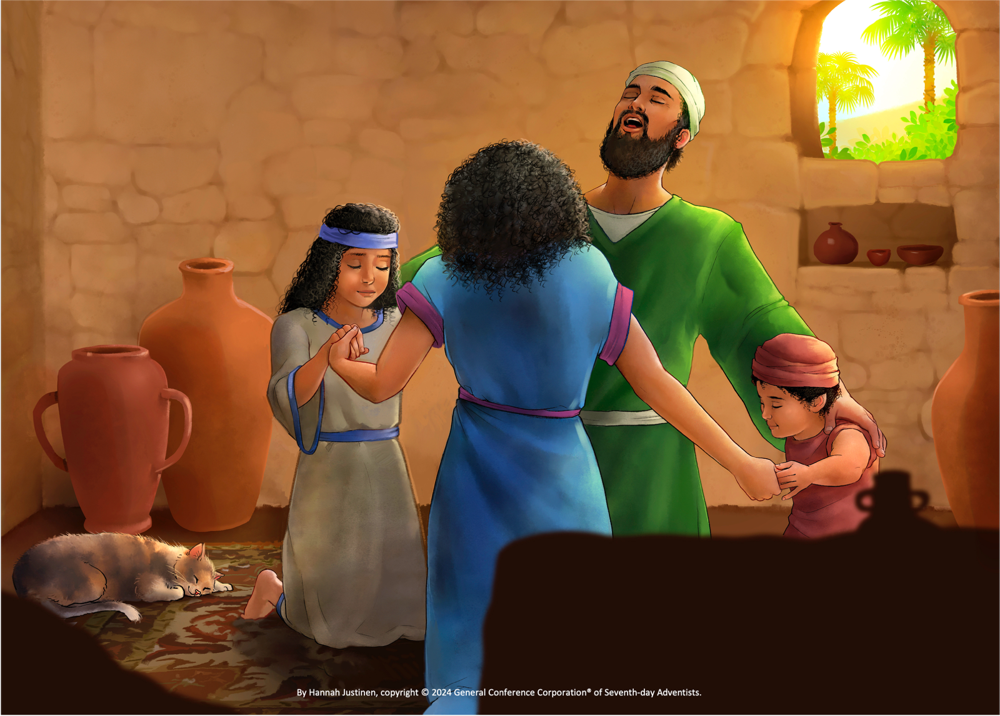 By Hannah Justinen, copyright © 2024 General Conference Corporation® of Seventh-day Adventists.